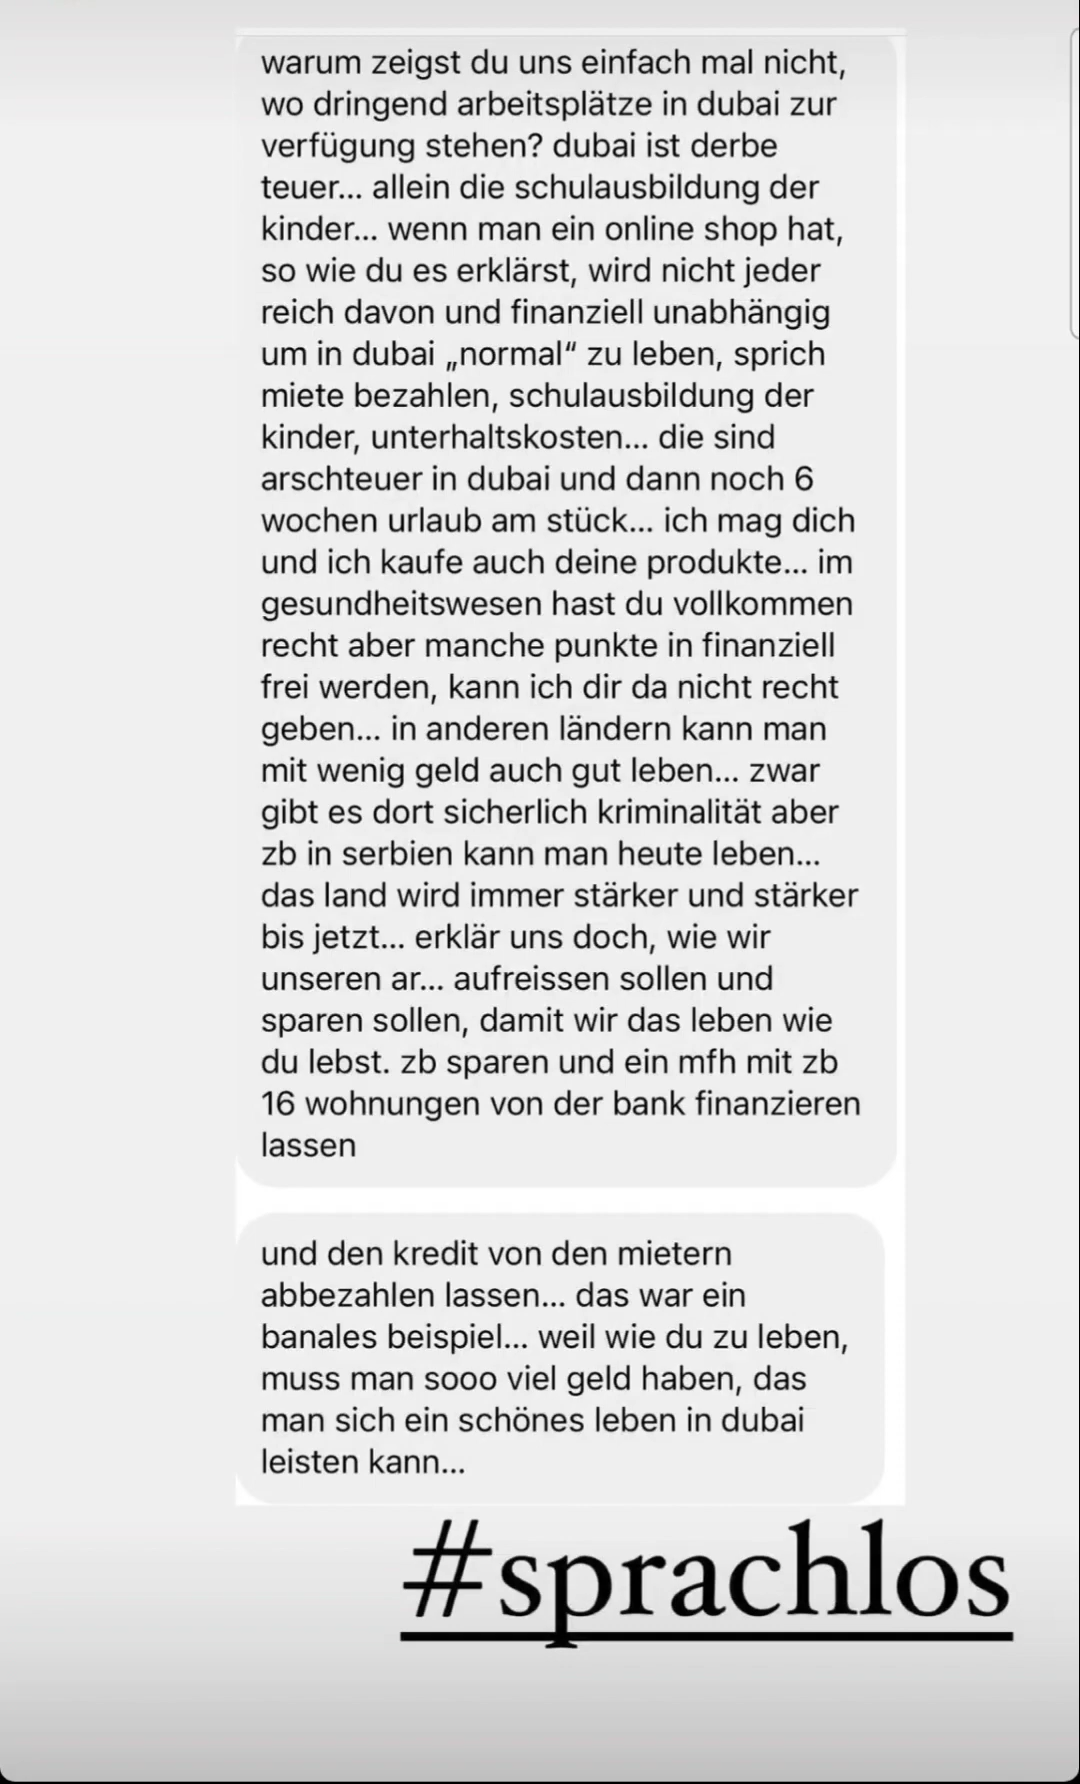 warum zeigst du uns einfach mal nicht,
wo dringend arbeitsplätze in dubai zur
verfügung stehen? dubai ist derbe
teuer... allein die schulausbildung der
kinder... wenn man ein online shop hat,
so wie du es erklärst, wird nicht jeder
reich davon und finanziell unabhängig
um in dubai „normal“ zu leben, sprich
miete bezahlen, schulausbildung der
kinder, unterhaltskosten... die sind
arschteuer in dubai und dann noch 6
wochen urlaub am stück... ich mag dich
und ich kaufe auch deine produkte... im
gesundheitswesen hast du vollkommen
recht aber manche punkte in finanziell
frei werden, kann ich dir da nicht recht
geben... in anderen ländern kann man
mit wenig geld auch gut leben... zwar
gibt es dort sicherlich kriminalität aber
zb in serbien kann man heute leben...
das land wird immer stärker und stärker
bis jetzt... erklär uns doch, wie wir
unseren ar... aufreissen sollen und
sparen sollen, damit wir das leben wie
du lebst. zb sparen und ein mfh mit zb
16 wohnungen von der bank finanzieren
lassen
und den kredit von den mietern
abbezahlen lassen... das war ein
banales beispiel... weil wie du zu leben,
muss man sooo viel geld haben, das
man sich ein schönes leben in dubai
leisten kann...
#sprachlos